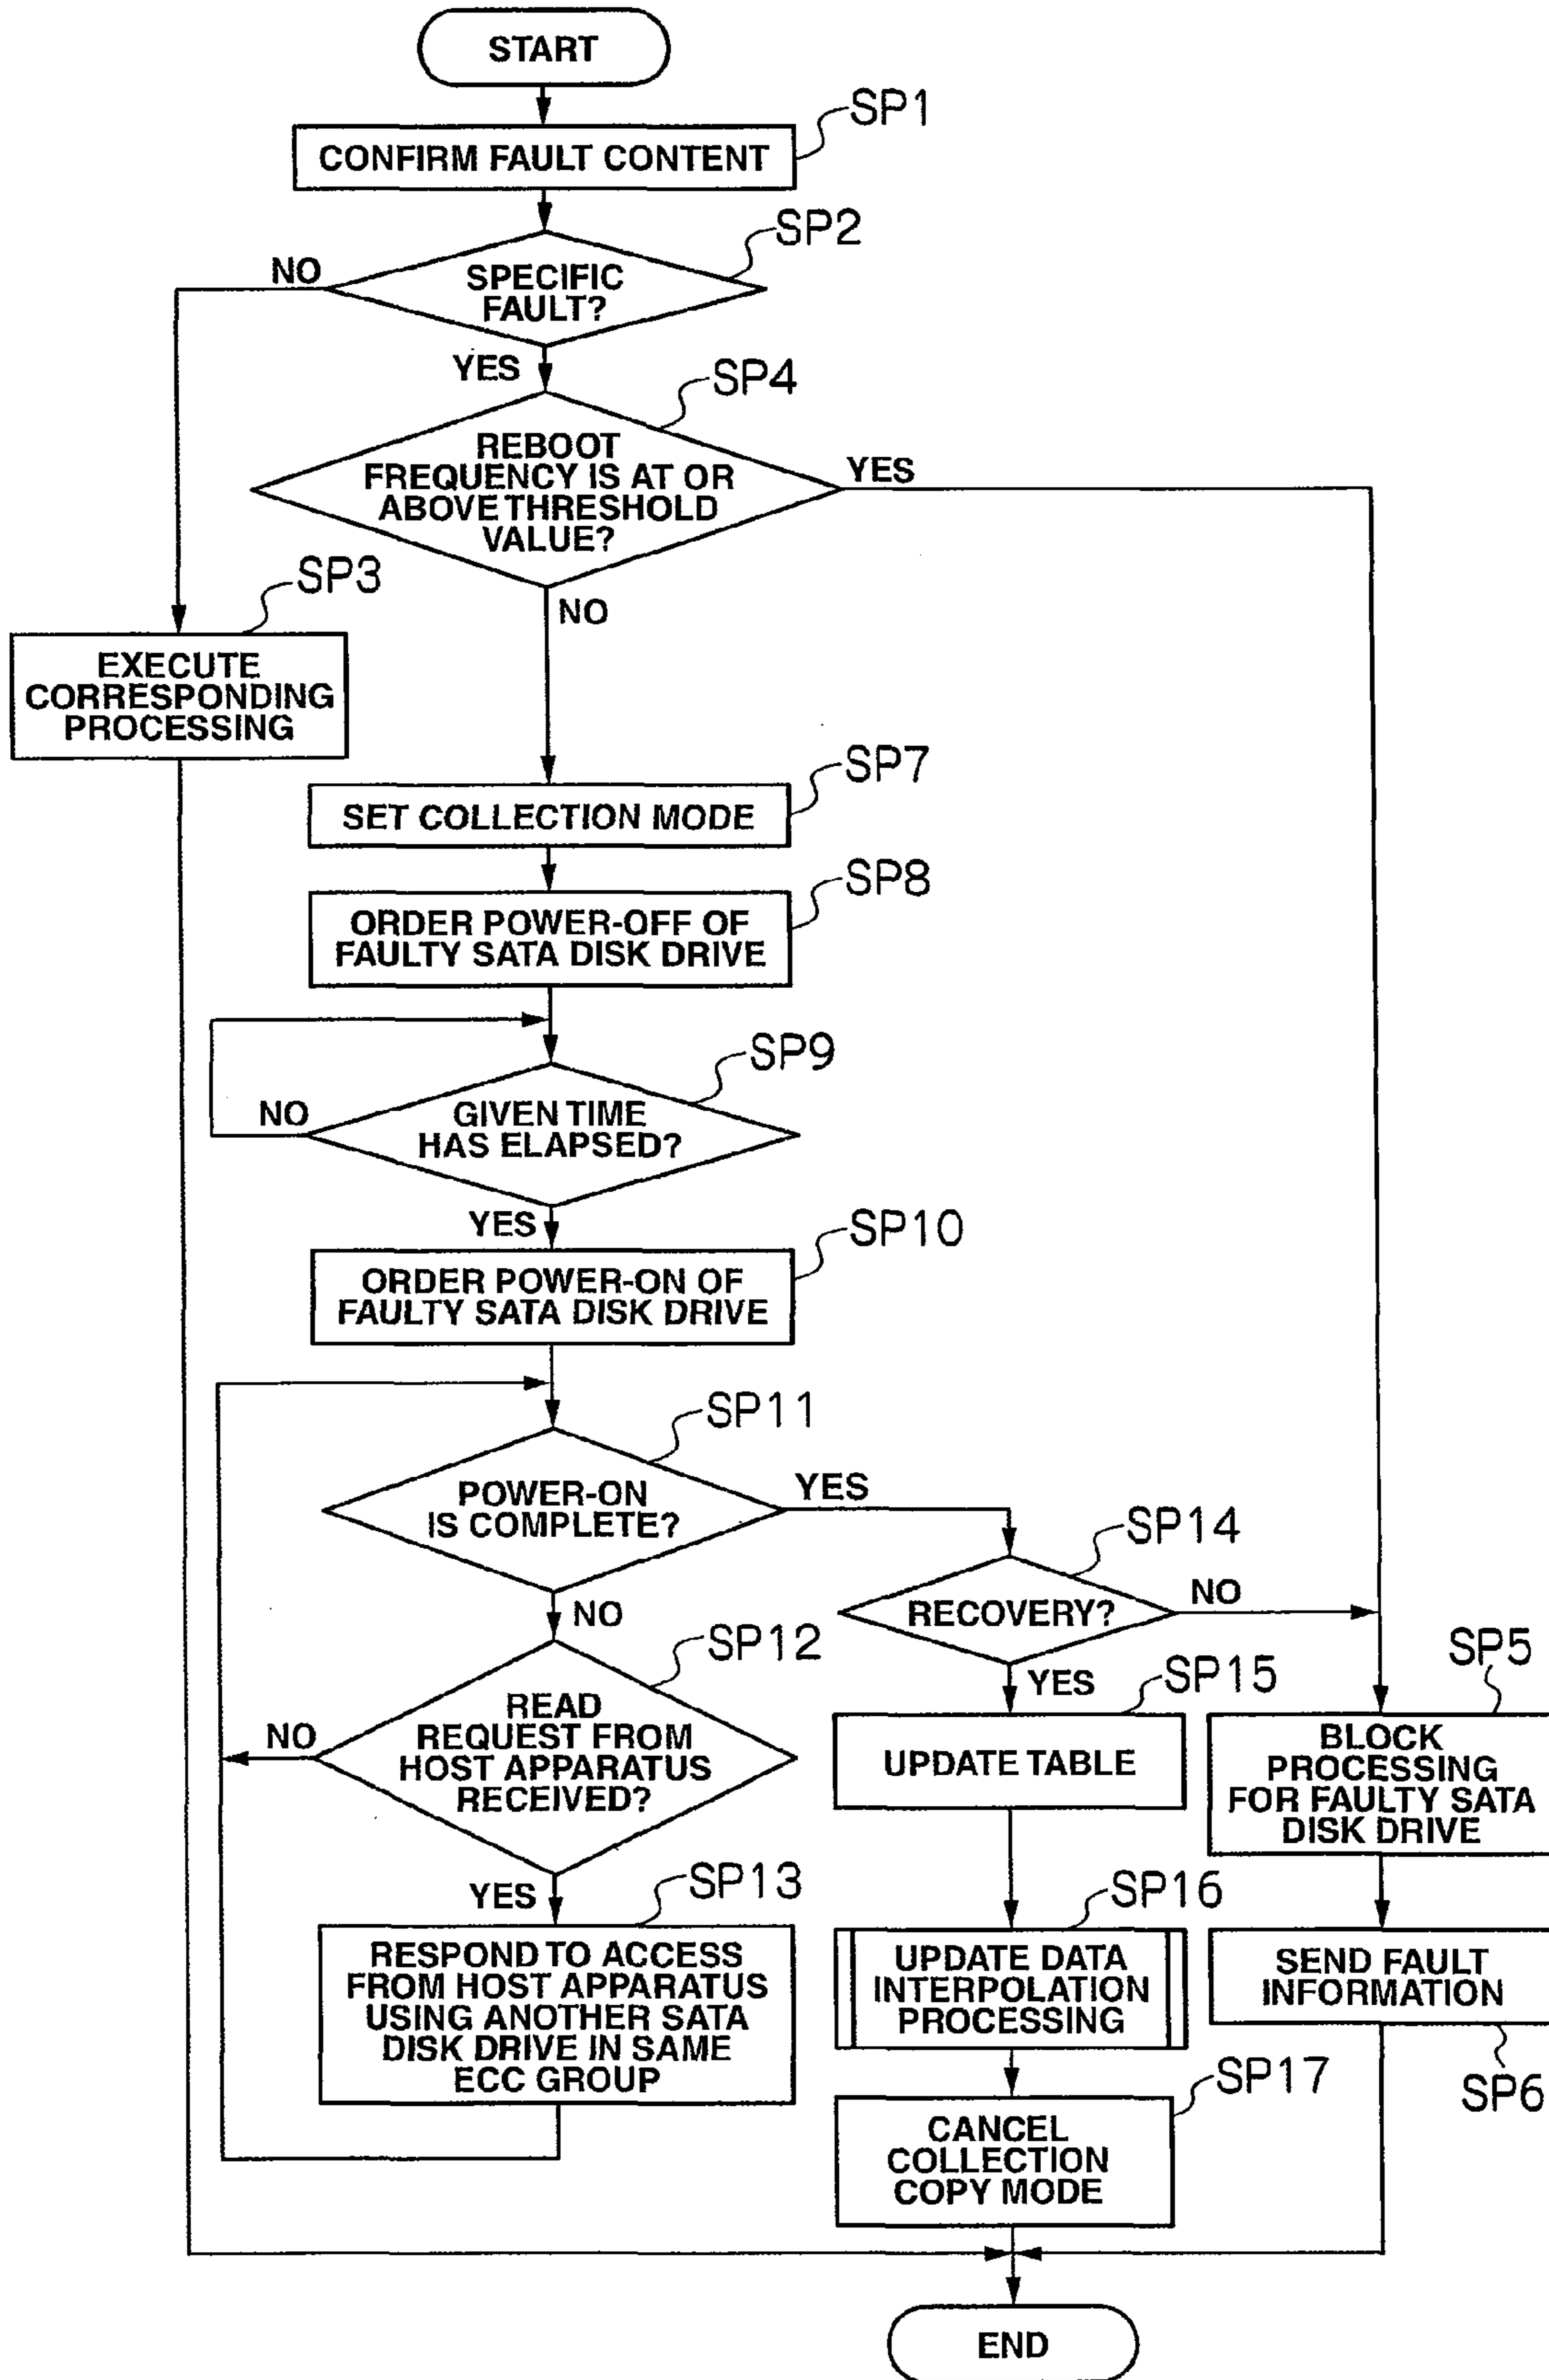 START
SP1
CONFIRM FAULT CONTENT
SP2
NO
SPECIFIC
FAULT?
YES
SP4
REBOOT
FREQUENCY IS AT OR
ABOVE THRESHOLD
VALUE?
YES
NO
SP3
EXECUTE
CORRESPONDING
PROCESSING
SP7
SET COLLECTION MODE
SP8
ORDER POWER-OFF OF
FAULTY SATA DISK DRIVE
SP9
NO
GIVEN TIME
HAS ELAPSED?
YES
SP10
ORDER POWER-ON OF
FAULTY SATA DISK DRIVE
SP11
POWER-ON
IS COMPLETE?
YES
NO
SP14
RECOVERY?
NO
YES
SP12
READ
REQUEST FROM
HOST APPARATUS
RECEIVED?
NO
YES
SP15
UPDATE TABLE
SP5
BLOCK
PROCESSING
FOR FAULTY SATA
DISK DRIVE
SP13
RESPOND TO ACCESS
FROM HOST APPARATUS
USING ANOTHER SATA
DISK DRIVE IN SAME
ECC GROUP
SP16
UPDATE DATA
INTERPOLATION
PROCESSING
SEND FAULT
INFORMATION
SP6
SP17
CANCEL
COLLECTION
COPY MODE
END